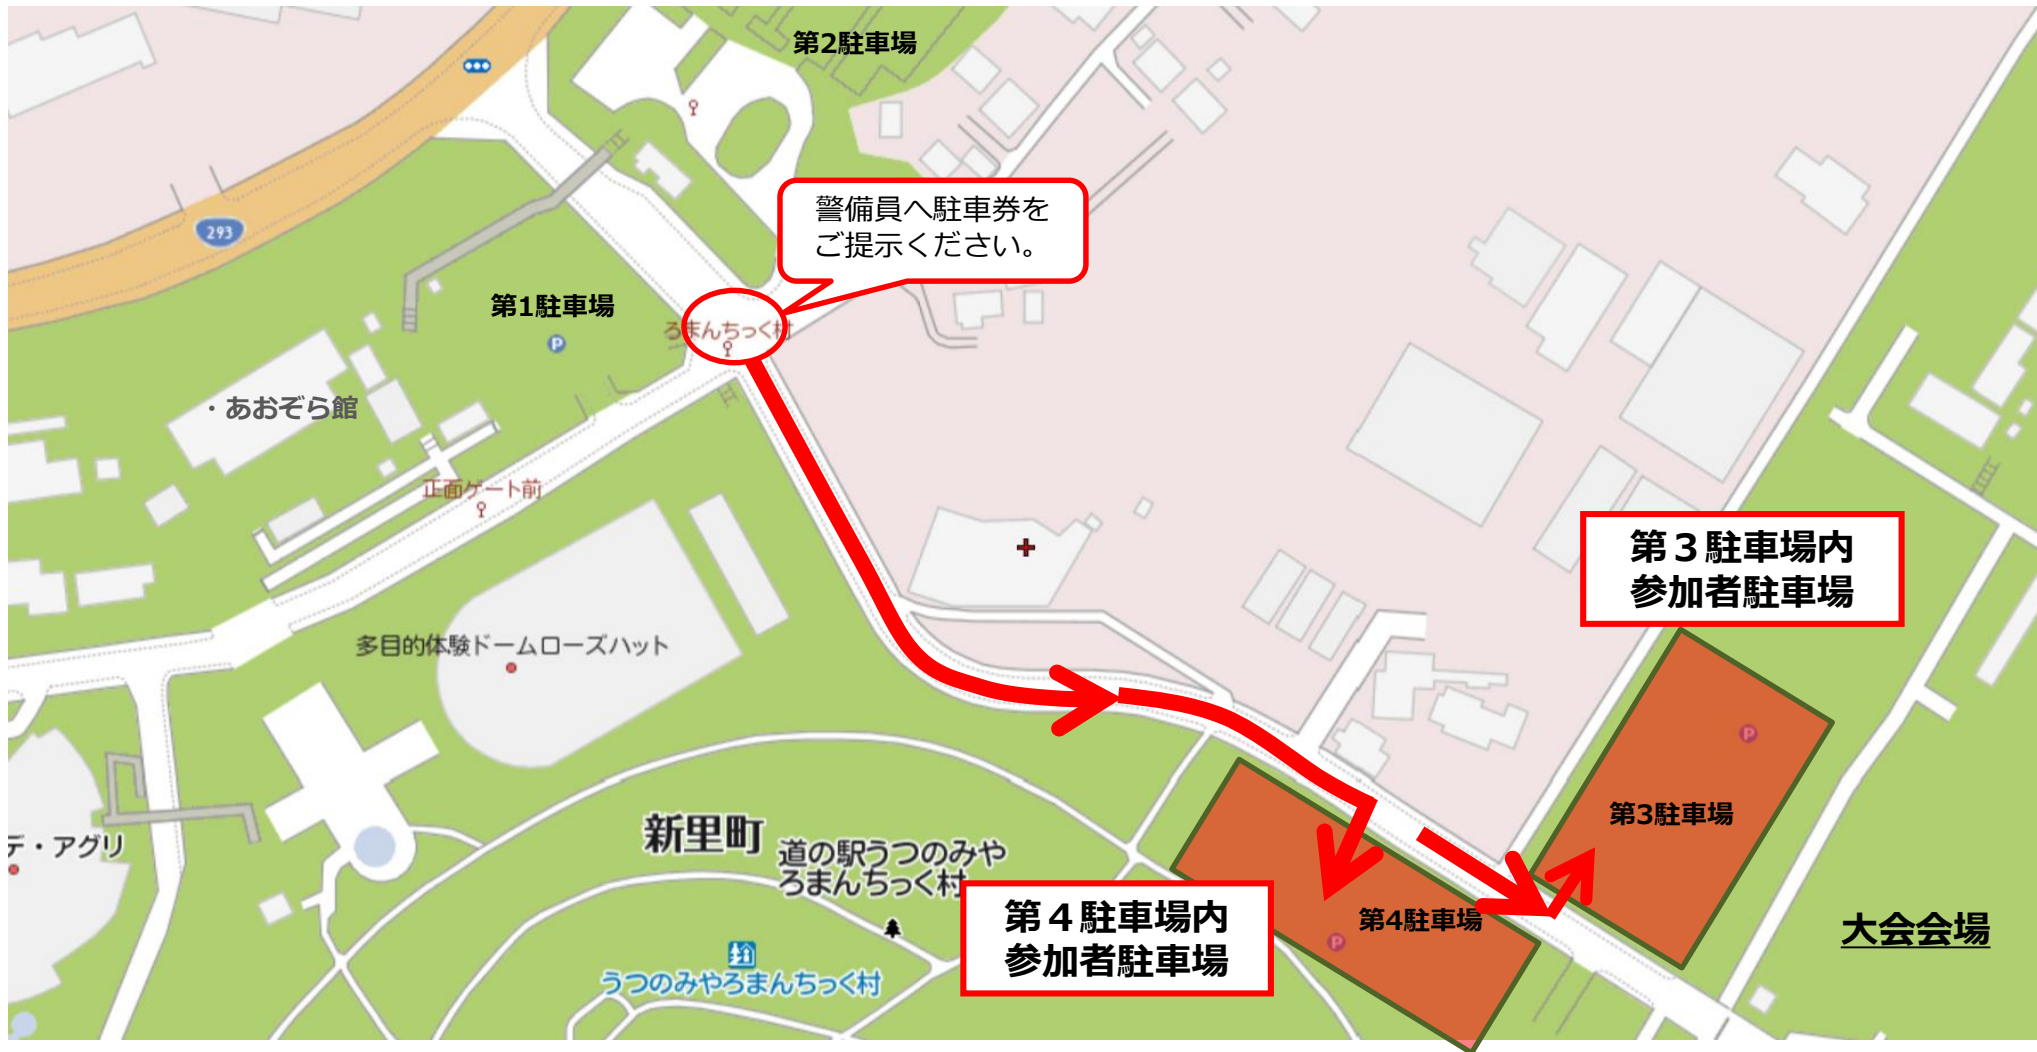 第2駐車場
警備員へ駐車券を
ご提示ください。
293
第1駐車場
ろまんちっく村
・あおぞら館
正面ゲート前
第３駐車場内
参加者駐車場
多目的体験ドームローズハット
第3駐車場
新里町
道の駅うつのみや
ろまんちっく村
デ・アグリ
第４駐車場内
参加者駐車場
第4駐車場
大会会場
うつのみやろまんちっく村
P
P
P